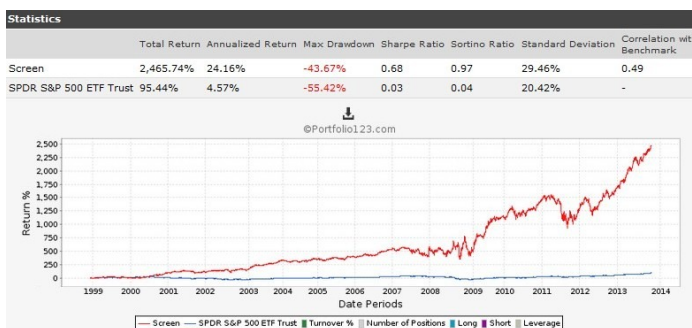 Statistics
Total Return Annualized Return Max Drawdown Sharpe Ratio Sortino Ratio Standard Deviation Correlation wit Benchmark
Screen 2,465.74% 24.16% -43.67% 0.68 0.97 29.46% 0.49
SPDR S&P 500 ETF Trust 95.44% 4.57% -55.42% 0.03 0.04 20.42% -
©Portfolio123.com
Return %
2,500
2,250
2,000
1,750
1,500
1,250
1,000
750
500
250
0
1999 2000 2001 2002 2003 2004 2005 2006 2007 2008 2009 2010 2011 2012 2013 2014
Date Periods
Screen SPDR S&P 500 ETF Trust Turnover % Number of Positions Long Short Leverage